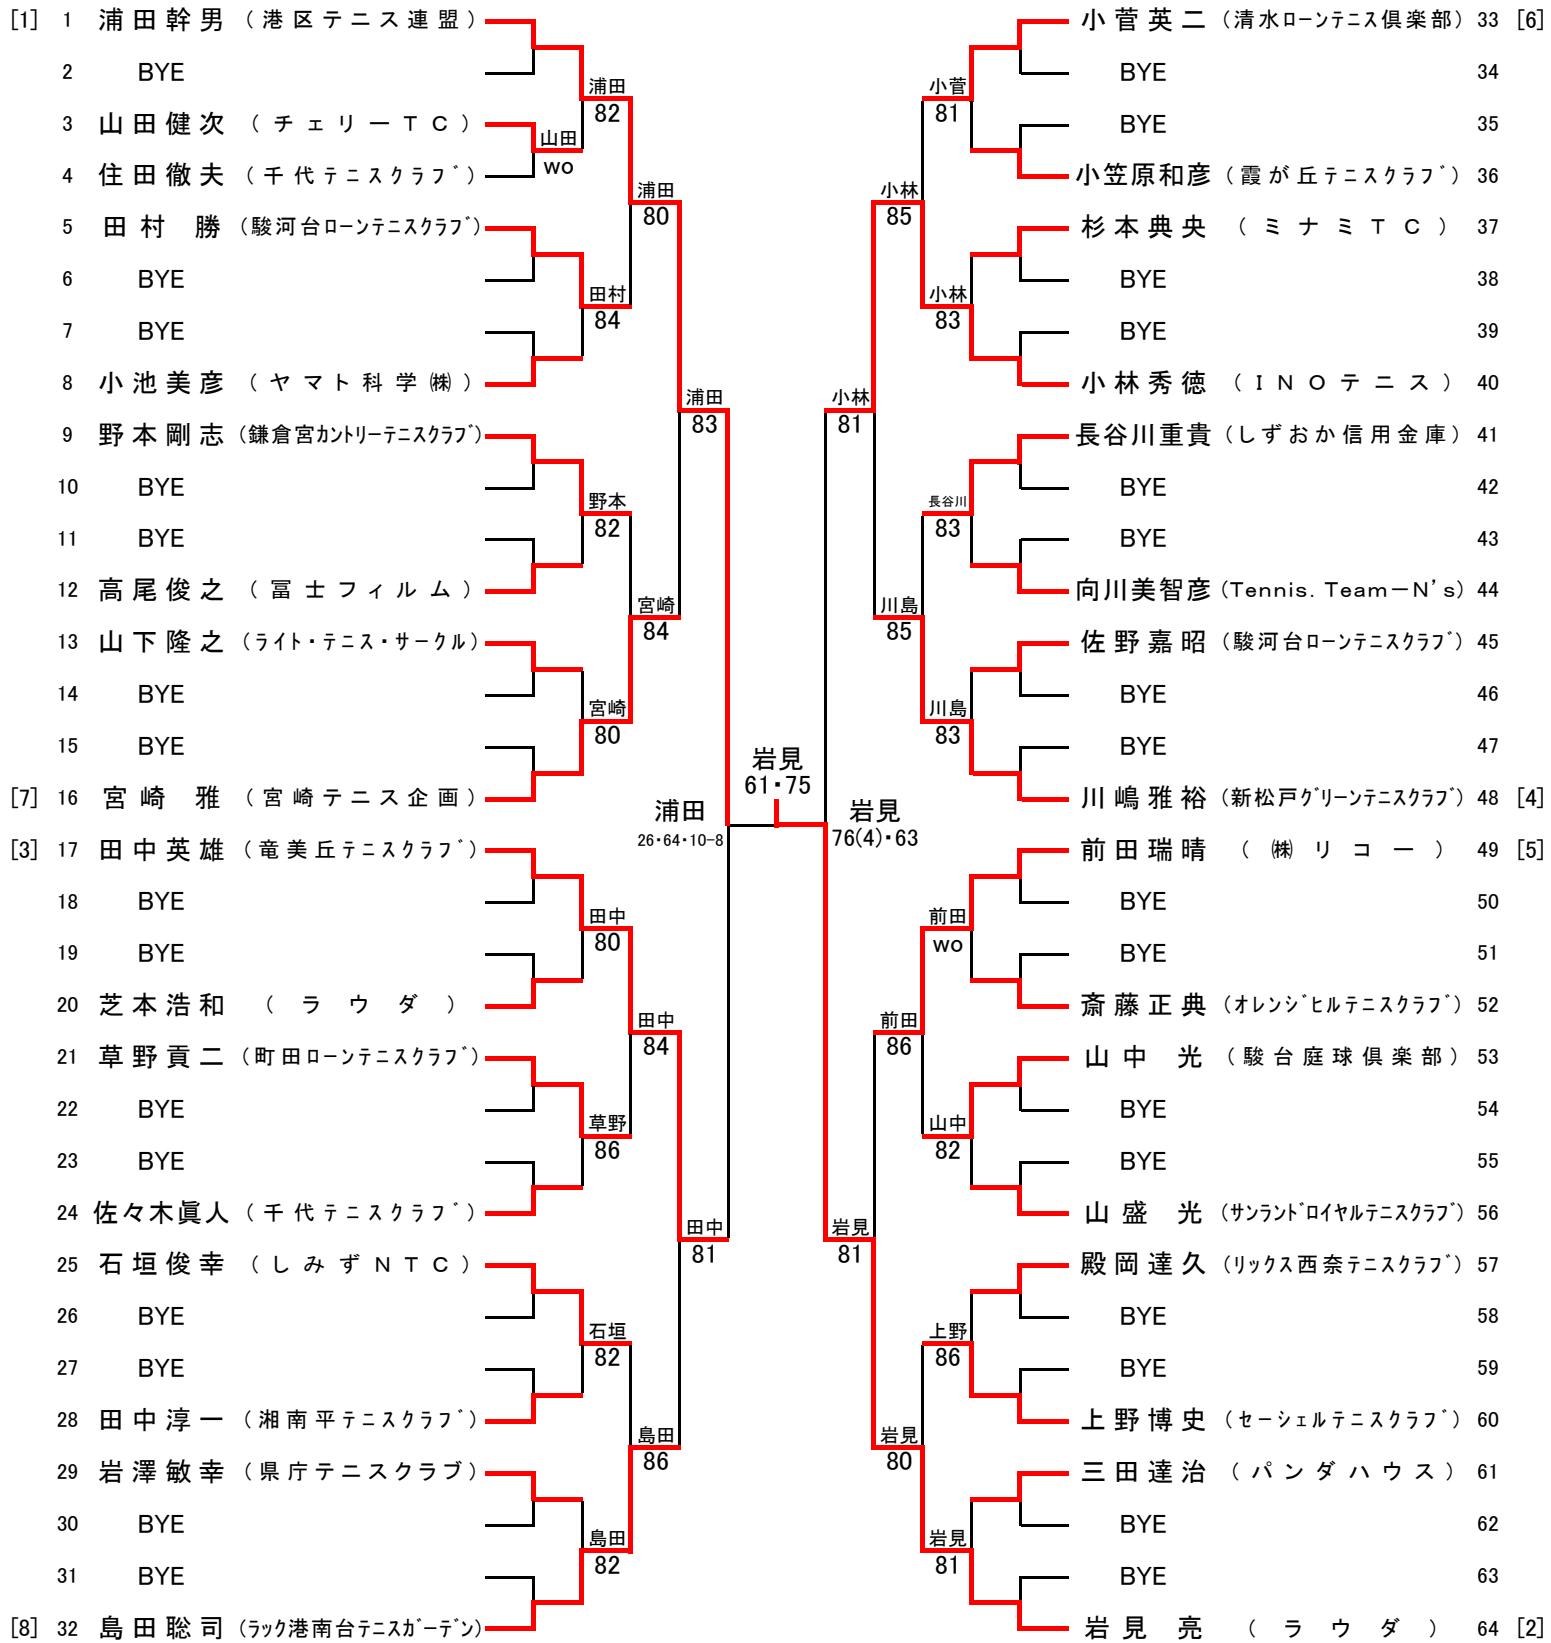 [1] 1 浦田幹男 (港区テニス連盟)
2 BYE
3 山田健次 (チェリーTC)
4 住田徹夫 (千代テニスクラブ)
5 田村 勝 (駿河台ローンテニスクラブ)
6 BYE
7 BYE
8 小池美彦 (ヤマト科学㈱)
9 野本剛志 (鎌倉宮カントリーテニスクラブ)
10 BYE
11 BYE
12 高尾俊之 (冨士フィルム)
13 山下隆之 (ライト・テニス・サークル)
14 BYE
15 BYE
[7] 16 宮崎 雅 (宮崎テニス企画)
[3] 17 田中英雄 (竜美丘テニスクラブ)
18 BYE
19 BYE
20 芝本浩和 (ラウダ)
21 草野貢二 (町田ローンテニスクラブ)
22 BYE
23 BYE
24 佐々木眞人 (千代テニスクラブ)
25 石垣俊幸 (しみずNTC)
26 BYE
27 BYE
28 田中淳一 (湘南平テニスクラブ)
29 岩澤敏幸 (県庁テニスクラブ)
30 BYE
31 BYE
[8] 32 島田聡司 (ラック港南台テニスガーデン)
山田
wo
浦田
82
田村
84
野本
82
宮崎
80
田中
80
草野
86
石垣
82
島田
82
浦田
80
宮崎
84
田中
84
島田
86
浦田
83
田中
81
浦田
26・64・10-8
岩見
61・75
岩見
76(4)・63
小林
81
岩見
81
小林
85
川島
85
前田
86
岩見
80
小菅
81
小林
83
長谷川
83
川島
83
前田
wo
山中
82
上野
86
岩見
81
小菅英二 (清水ローンテニス倶楽部) 33 [6]
BYE 34
BYE 35
小笠原和彦 (霞が丘テニスクラブ) 36
杉本典央 (ミナミTC) 37
BYE 38
BYE 39
小林秀徳 (INOテニス) 40
長谷川重貴 (しずおか信用金庫) 41
BYE 42
BYE 43
向川美智彦 (Tennis. Team-N's) 44
佐野嘉昭 (駿河台ローンテニスクラブ) 45
BYE 46
BYE 47
川嶋雅裕 (新松戸グリーンテニスクラブ) 48 [4]
前田瑞晴 (㈱リコー) 49 [5]
BYE 50
BYE 51
斎藤正典 (オレンジヒルテニスクラブ) 52
山中 光 (駿台庭球倶楽部) 53
BYE 54
BYE 55
山盛 光 (サンランドロイヤルテニスクラブ) 56
殿岡達久 (リックス西奈テニスクラブ) 57
BYE 58
BYE 59
上野博史 (セーシェルテニスクラブ) 60
三田達治 (パンダハウス) 61
BYE 62
BYE 63
岩見 亮 (ラウダ) 64 [2]